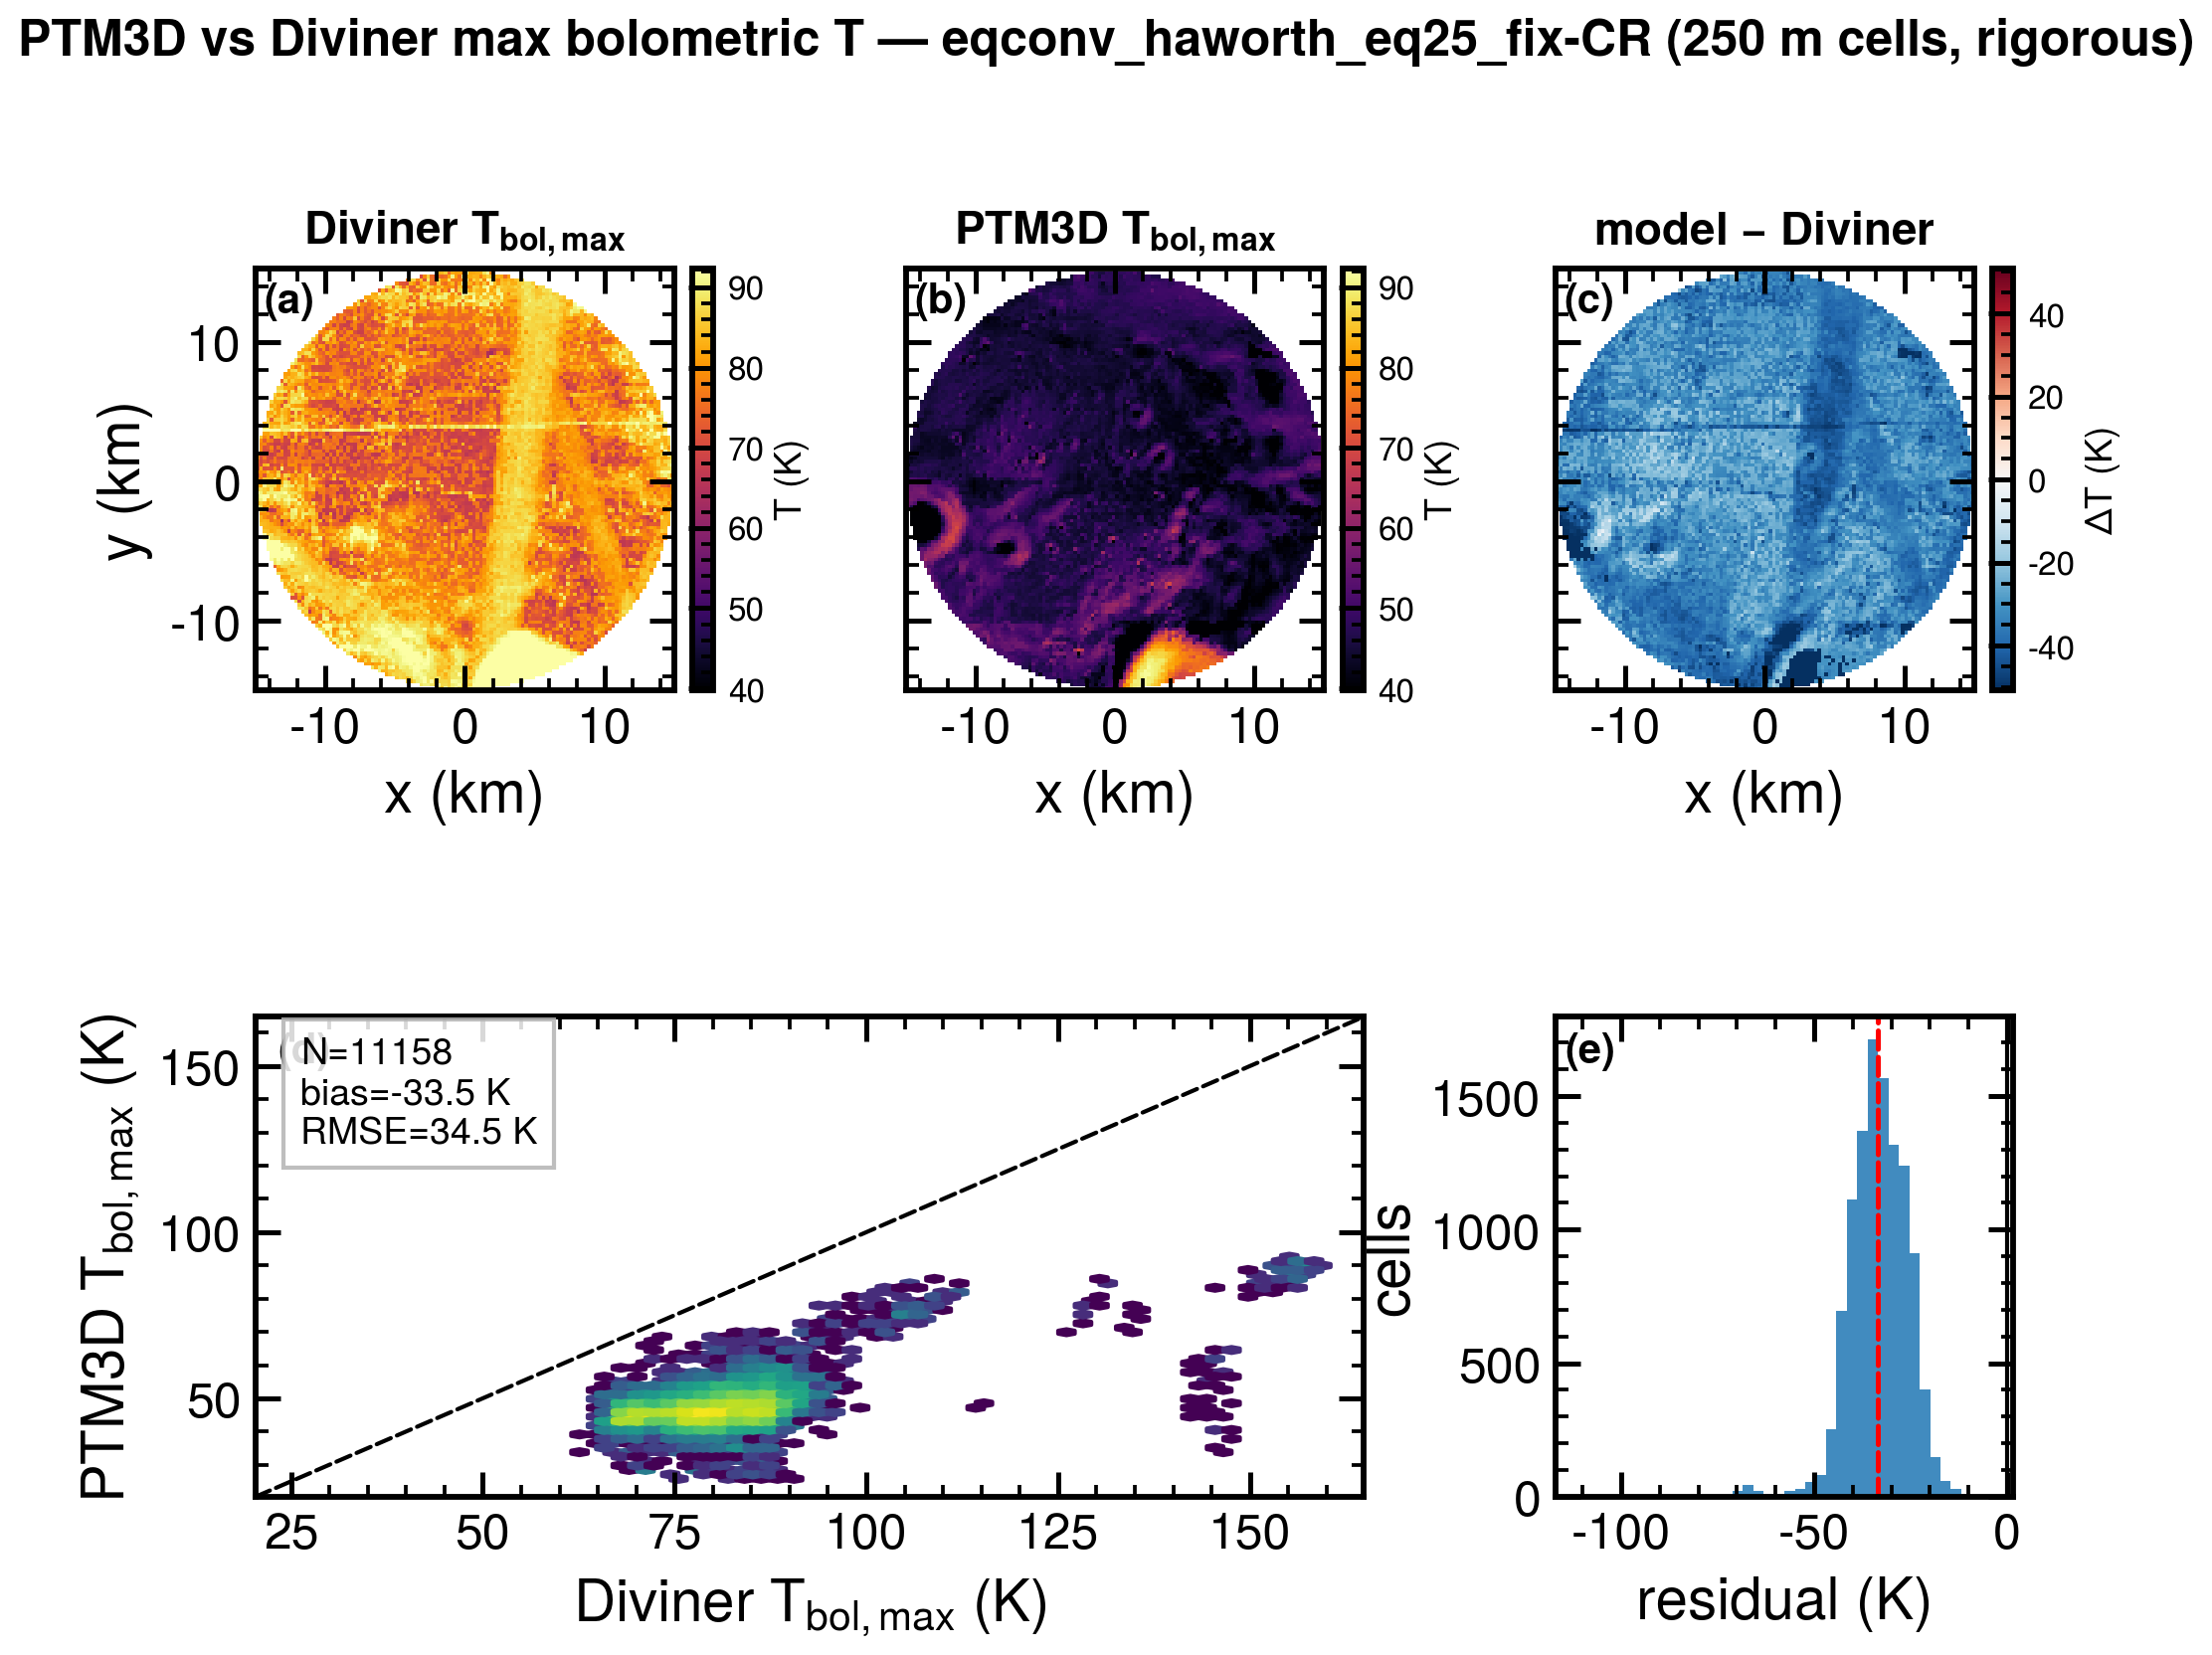 PTM3D vs Diviner max bolometric T — eqconv_haworth_eq25_fix-CR (250 m cells, rigorous)
Diviner T_bol, max
PTM3D T_bol, max
model – Diviner
(a)
(b)
(c)
10
0
-10
y (km)
-10 0 10
x (km)
90
80
70
60
50
40
T (K)
-10 0 10
x (km)
90
80
70
60
50
40
T (K)
-10 0 10
x (km)
40
20
0
-20
-40
ΔT (K)
(d)
N=11158
bias=-33.5 K
RMSE=34.5 K
150
100
50
PTM3D T_bol, max (K)
25 50 75 100 125 150
Diviner T_bol, max (K)
(e)
1500
1000
500
0
cells
-100 -50 0
residual (K)